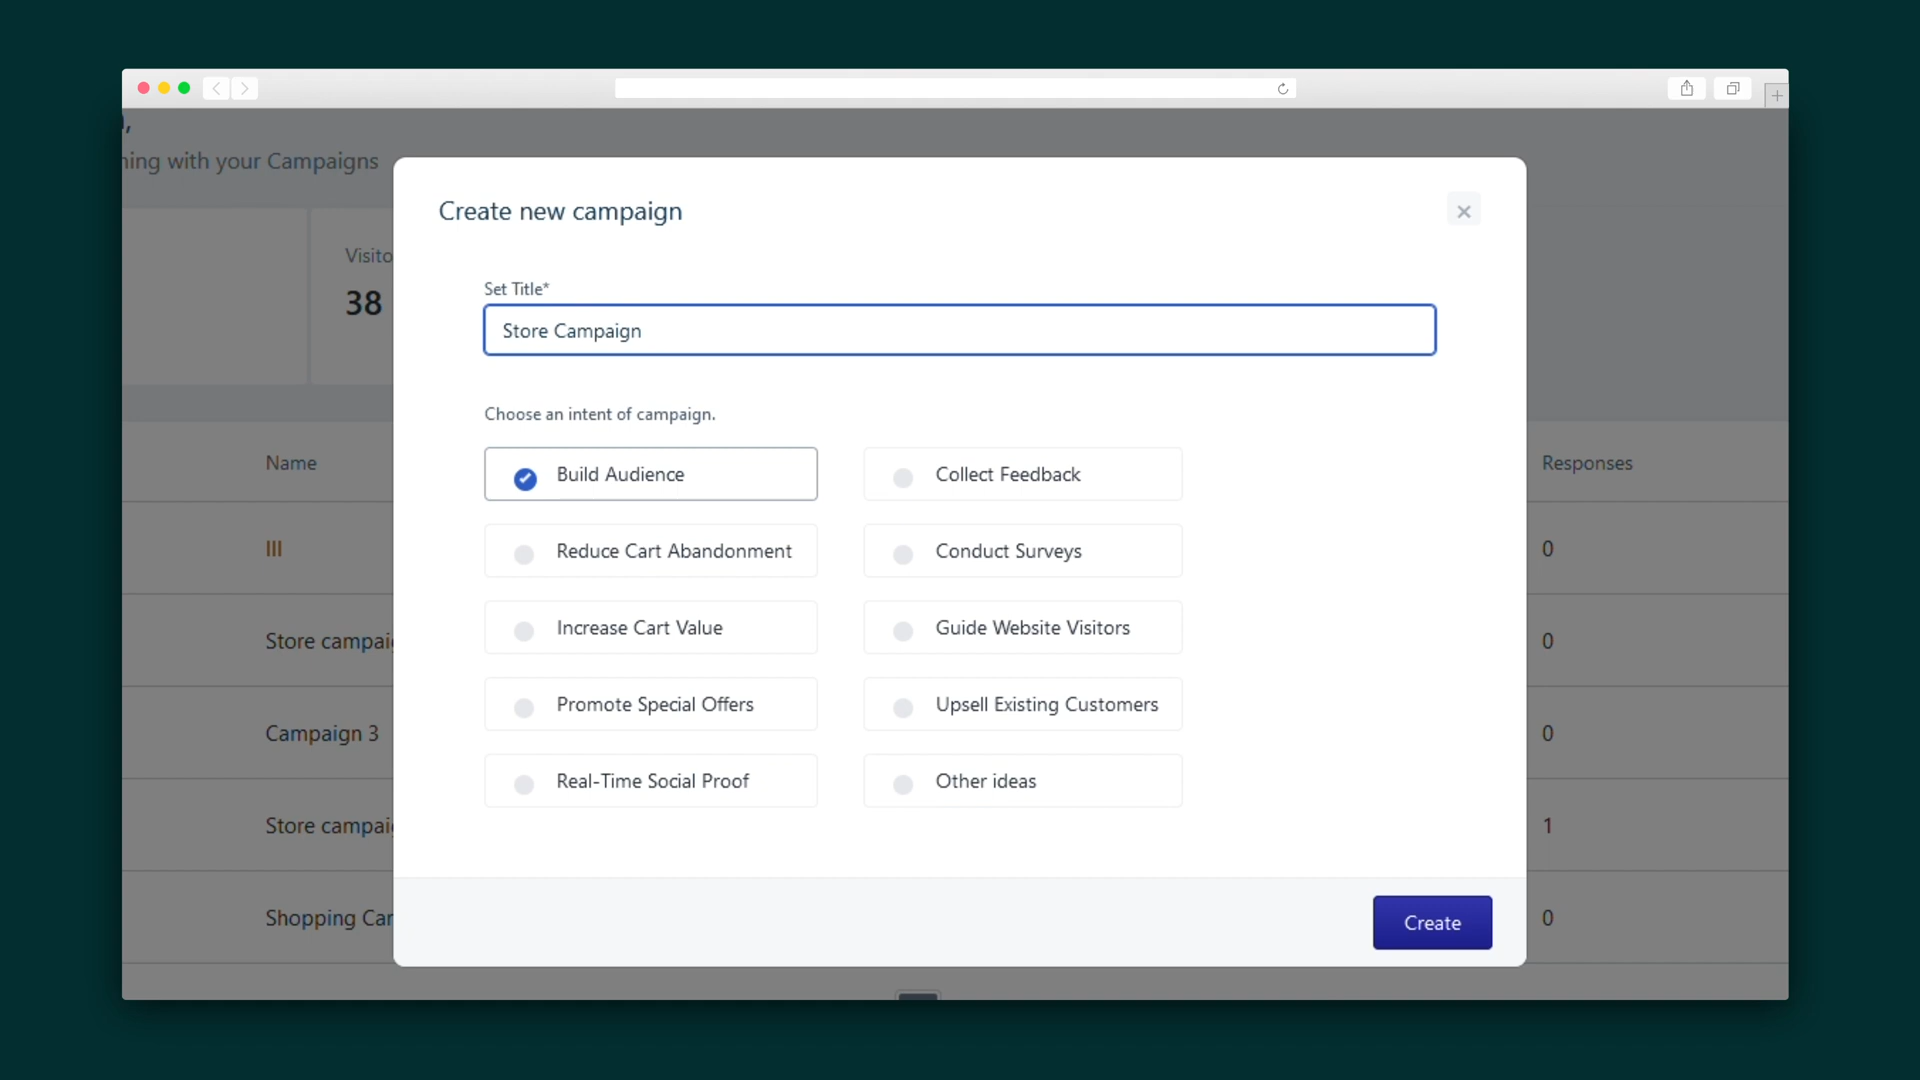 ning with your Campaigns
Create new campaign
Visito
38
Set Title*
Store Campaign
Choose an intent of campaign.
Name
Responses
Build Audience
Collect Feedback
Reduce Cart Abandonment
Conduct Surveys
III
0
Increase Cart Value
Guide Website Visitors
Store campai
0
Promote Special Offers
Upsell Existing Customers
Campaign 3
0
Real-Time Social Proof
Other ideas
Store campai
1
Shopping Car
0
Create